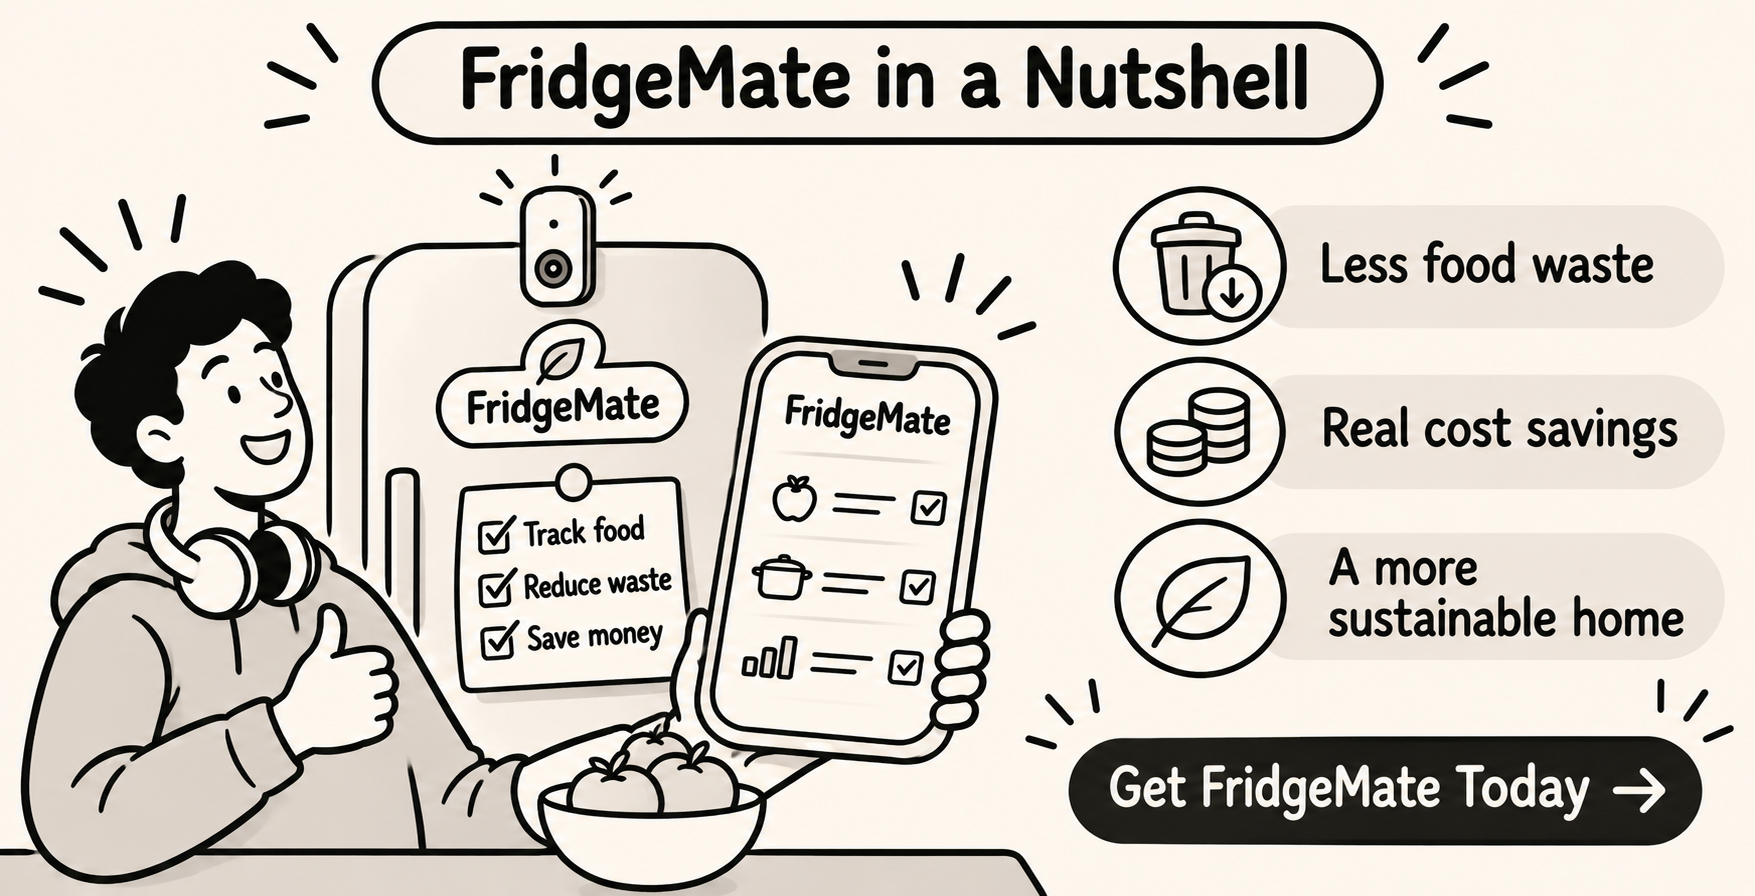 FridgeMate in a Nutshell
FridgeMate
Track food
Reduce waste
Save money
FridgeMate
Less food waste
Real cost savings
A more
sustainable home
Get FridgeMate Today →